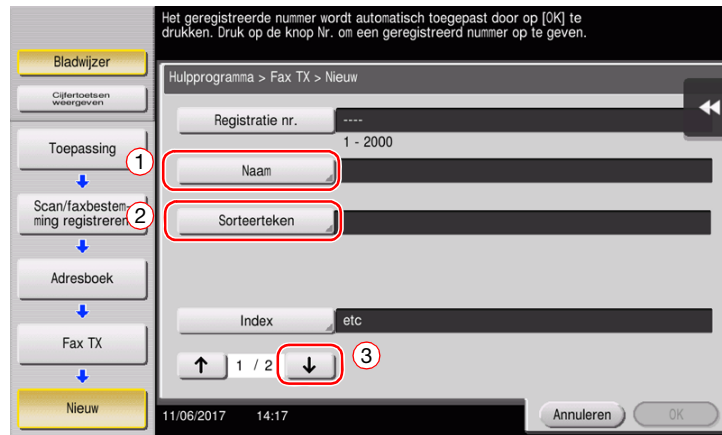 Het geregistreerde nummer wordt automatisch toegepast door op [OK] te
drukken. Druk op de knop Nr. om een geregistreerd nummer op te geven.
Bladwijzer
Cijfertoetsen
weergeven
Toepassing
Scan/faxbestem-
ming registreren
Adresboek
Fax TX
Nieuw
Hulpprogramma > Fax TX > Nieuw
Registratie nr.
----
1 - 2000
1
Naam
2
Sorteerteken
Index
etc
1 / 2
3
11/06/2017 14:17
Annuleren
OK